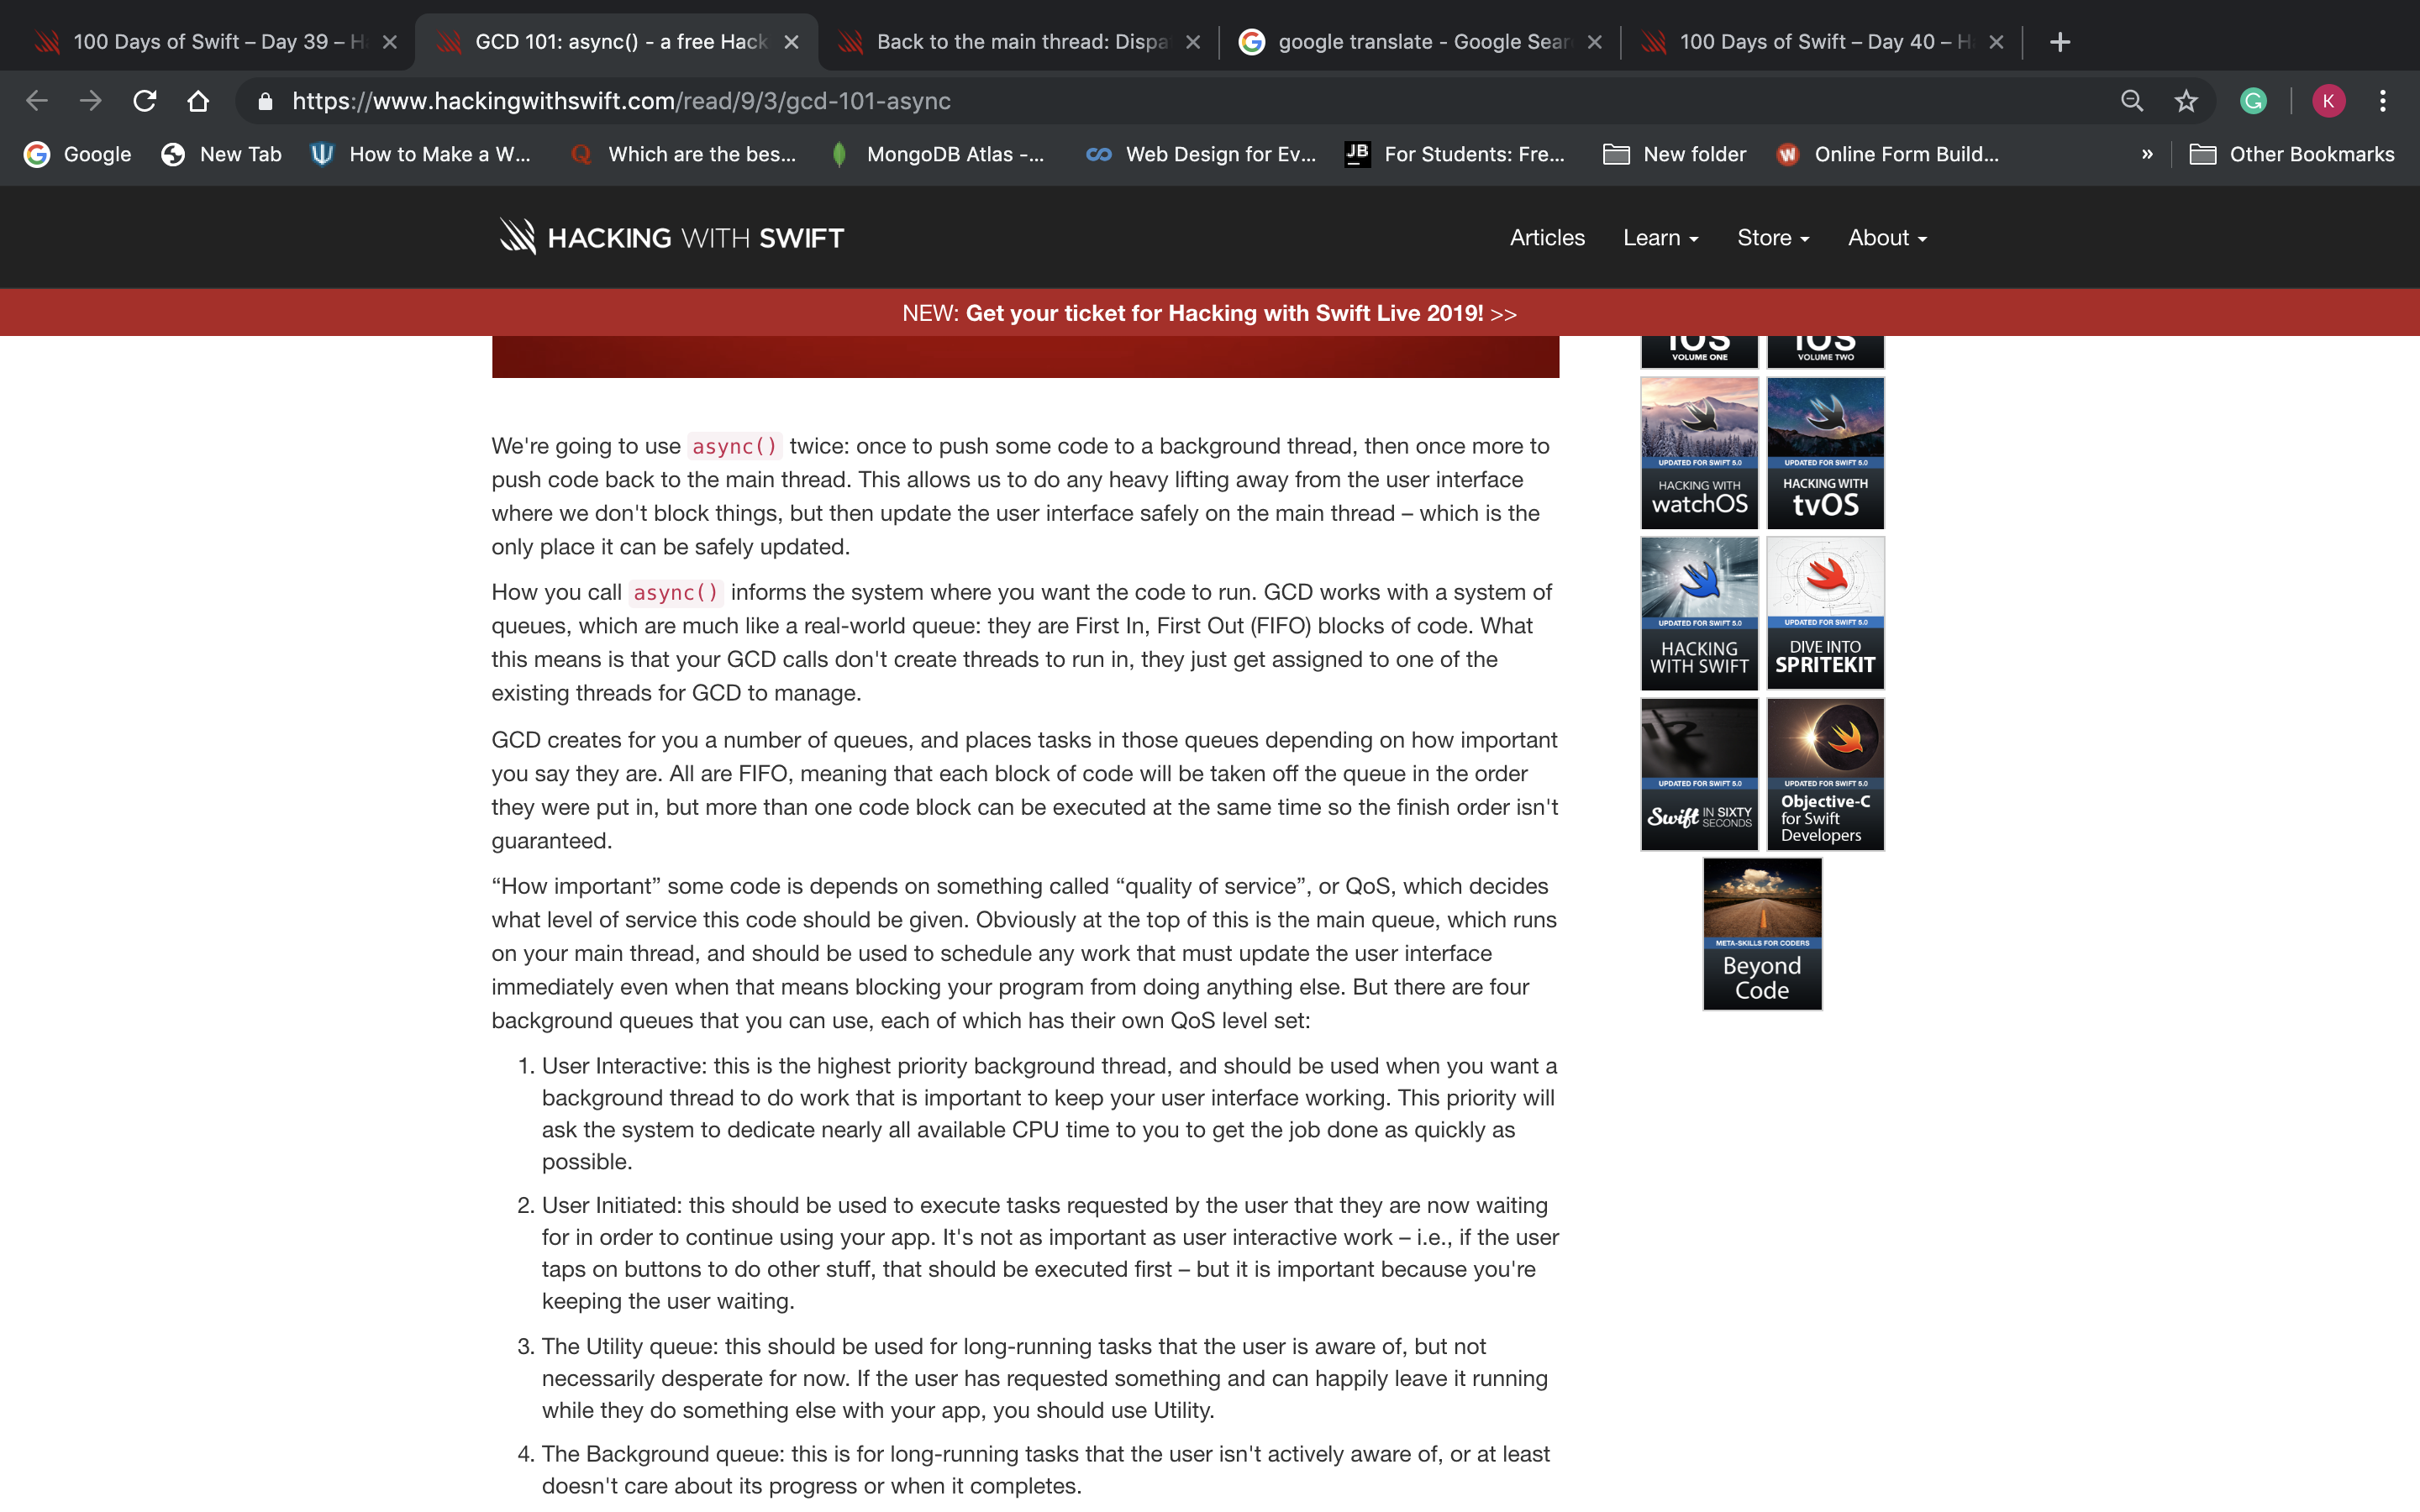 100 Days of Swift – Day 39 – H
GCD 101: async() - a free Hack
Back to the main thread: Dispa
google translate - Google Sear
100 Days of Swift – Day 40 – H
https://www.hackingwithswift.com/read/9/3/gcd-101-async
G
K
Google
New Tab
How to Make a W...
Which are the bes...
MongoDB Atlas -...
Web Design for Ev...
JB
For Students: Fre...
New folder
Online Form Build...
»
Other Bookmarks
HACKING WITH SWIFT
Articles
Learn
Store
About
NEW: Get your ticket for Hacking with Swift Live 2019! >>
We're going to use async() twice: once to push some code to a background thread, then once more to
push code back to the main thread. This allows us to do any heavy lifting away from the user interface
where we don't block things, but then update the user interface safely on the main thread – which is the
only place it can be safely updated.
How you call async() informs the system where you want the code to run. GCD works with a system of
queues, which are much like a real-world queue: they are First In, First Out (FIFO) blocks of code. What
this means is that your GCD calls don't create threads to run in, they just get assigned to one of the
existing threads for GCD to manage.
GCD creates for you a number of queues, and places tasks in those queues depending on how important
you say they are. All are FIFO, meaning that each block of code will be taken off the queue in the order
they were put in, but more than one code block can be executed at the same time so the finish order isn't
guaranteed.
“How important” some code is depends on something called “quality of service”, or QoS, which decides
what level of service this code should be given. Obviously at the top of this is the main queue, which runs
on your main thread, and should be used to schedule any work that must update the user interface
immediately even when that means blocking your program from doing anything else. But there are four
background queues that you can use, each of which has their own QoS level set:
1. User Interactive: this is the highest priority background thread, and should be used when you want a
background thread to do work that is important to keep your user interface working. This priority will
ask the system to dedicate nearly all available CPU time to you to get the job done as quickly as
possible.
2. User Initiated: this should be used to execute tasks requested by the user that they are now waiting
for in order to continue using your app. It's not as important as user interactive work – i.e., if the user
taps on buttons to do other stuff, that should be executed first – but it is important because you're
keeping the user waiting.
3. The Utility queue: this should be used for long-running tasks that the user is aware of, but not
necessarily desperate for now. If the user has requested something and can happily leave it running
while they do something else with your app, you should use Utility.
4. The Background queue: this is for long-running tasks that the user isn't actively aware of, or at least
doesn't care about its progress or when it completes.
iOS
VOLUME ONE
iOS
VOLUME TWO
UPDATED FOR SWIFT 5.0
HACKING WITH
watchOS
UPDATED FOR SWIFT 5.0
HACKING WITH
tvOS
UPDATED FOR SWIFT 5.0
HACKING
WITH SWIFT
UPDATED FOR SWIFT 5.0
DIVE INTO
SPRITEKIT
UPDATED FOR SWIFT 5.0
Swift IN SIXTY
SECONDS
UPDATED FOR SWIFT 5.0
Objective-C
for Swift
Developers
META-SKILLS FOR CODERS
Beyond
Code